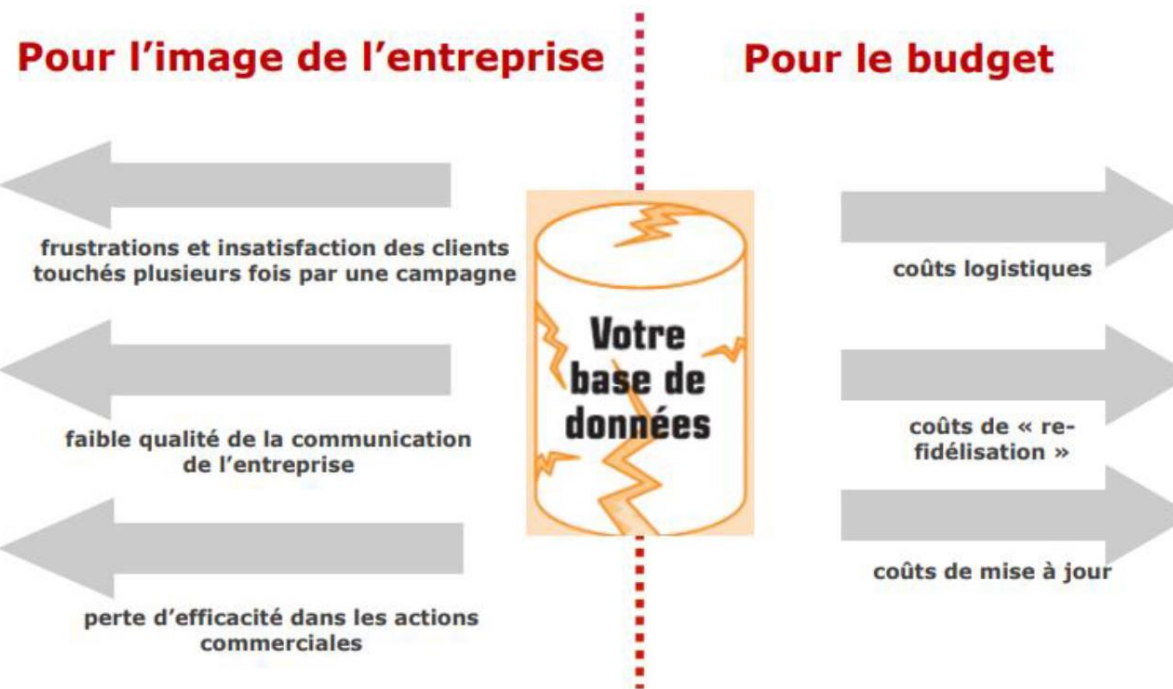 Pour l’image de l’entreprise
Pour le budget
frustrations et insatisfaction des clients
touchés plusieurs fois par une campagne
faible qualité de la communication
de l’entreprise
perte d’efficacité dans les actions
commerciales
Votre
base de
données
coûts logistiques
coûts de « re-
fidélisation »
coûts de mise à jour